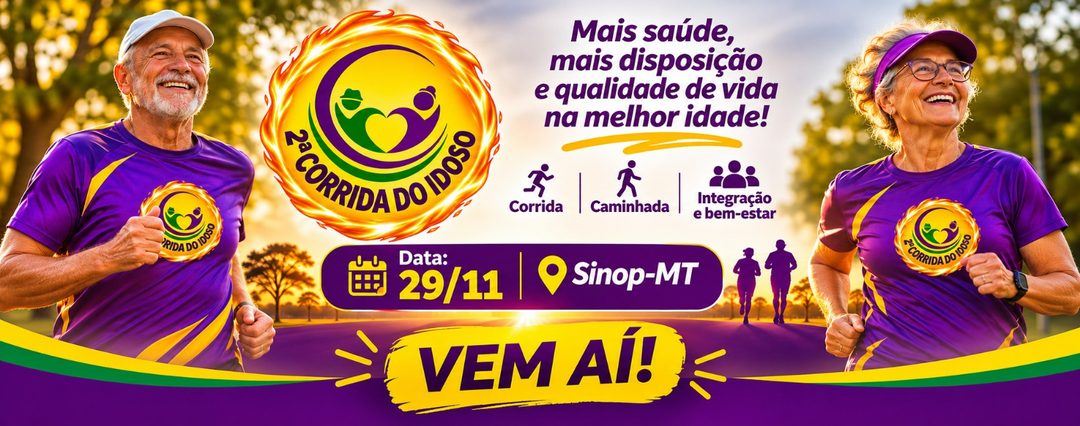 2ª CORRIDA DO IDOSO
Mais saúde,
mais disposição
e qualidade de vida
na melhor idade!
Corrida
Caminhada
Integração
e bem-estar
Data:
29/11
Sinop-MT
VEM AÍ!
CORRIDA DO IDOSO
2ª CORRIDA DO IDOSO